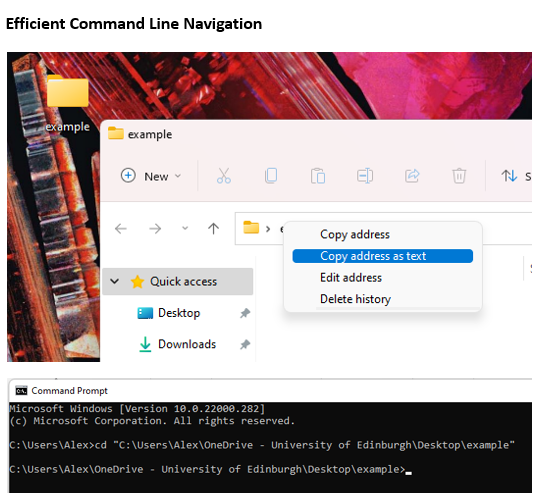 Efficient Command Line Navigation
example
example
New
Copy address
Copy address as text
Edit address
Delete history
Quick access
Desktop
Downloads
Command Prompt
Microsoft Windows [Version 10.0.22000.282]
(c) Microsoft Corporation. All rights reserved.
C:\Users\Alex>cd "C:\Users\Alex\OneDrive - University of Edinburgh\Desktop\example"
C:\Users\Alex\OneDrive - University of Edinburgh\Desktop\example>_